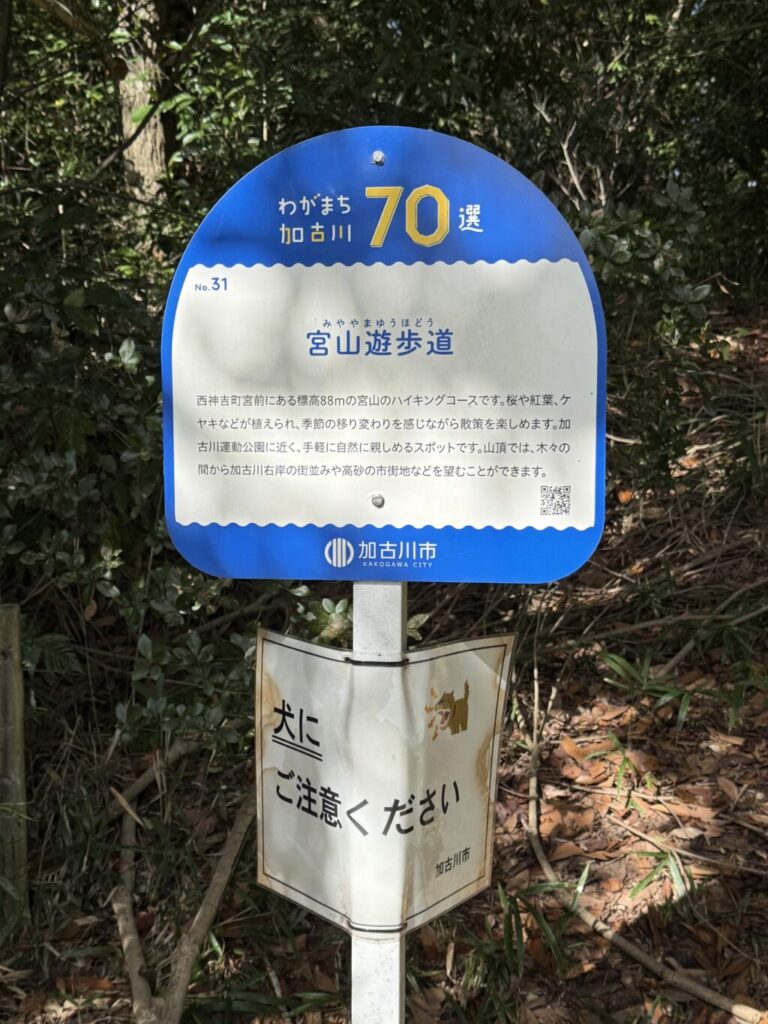 わがまち
加古川 70選
No.31
みややまゆうほどう
宮山遊歩道
西神吉町宮前にある標高88mの宮山のハイキングコースです。桜や紅葉、ケ
ヤキなどが植えられ、季節の移り変わりを感じながら散策を楽しめます。加
古川運動公園に近く、手軽に自然に親しめるスポットです。山頂では、木々の
間から加古川右岸の街並みや高砂の市街地などを望むことができます。
加古川市
KAKOGAWA CITY
犬に
ご注意ください
加古川市